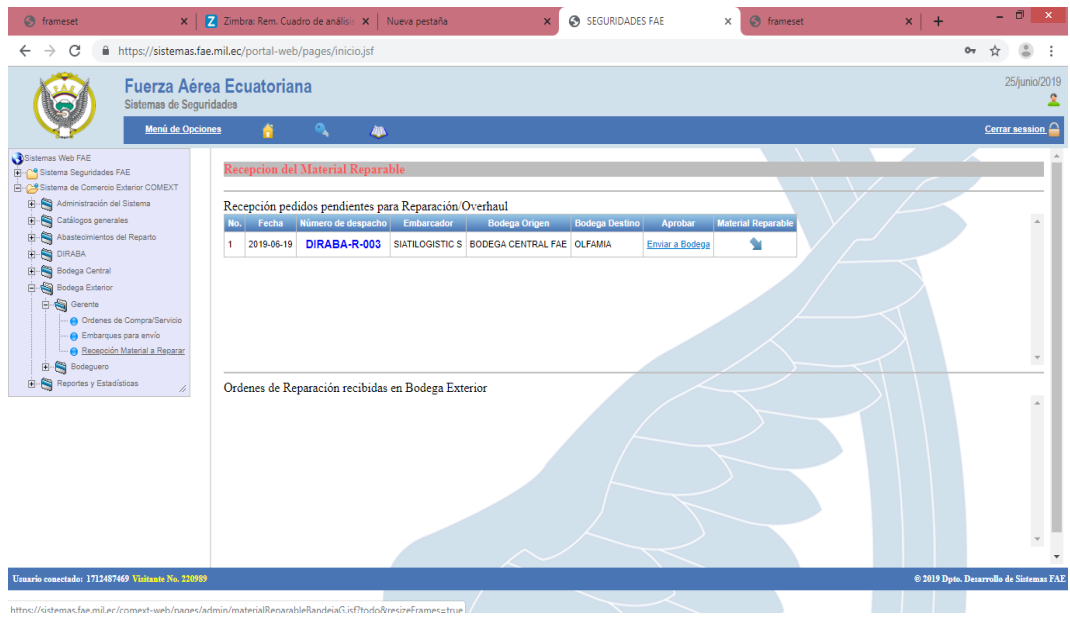 frameset
Zimbra: Rem. Cuadro de análisis
Nueva pestaña
SEGURIDADES FAE
frameset
https://sistemas.fae.mil.ec/portal-web/pages/inicio.jsf
Fuerza Aérea Ecuatoriana
Sistemas de Seguridades
25/junio/2019
Menú de Opciones
Cerrar session
Sistemas Web FAE
Sistema Seguridades FAE
Sistema de Comercio Exterior COMEXT
Administración del Sistema
Catálogos generales
Abastecimientos del Reparto
DIRABA
Bodega Central
Bodega Exterior
Gerente
Ordenes de Compra/Servicio
Embarques para envío
Recepción Material a Reparar
Bodeguero
Reportes y Estadísticas
Recepcion del Material Reparable
Recepción pedidos pendientes para Reparación/Overhaul
No. Fecha Número de despacho Embarcador Bodega Origen Bodega Destino Aprobar Material Reparable
1 2019-06-19 DIRABA-R-003 SIATILOGISTIC S BODEGA CENTRAL FAE OLFAMIA Enviar a Bodega
Ordenes de Reparación recibidas en Bodega Exterior
Usuario conectado: 1712487469 Visitante No. 220989
© 2019 Dpto. Desarrollo de Sistemas FAE
https://sistemas.fae.mil.ec/comext-web/pages/admin/materialReparableBandejaG.jsf?todo&resizeFrames=true